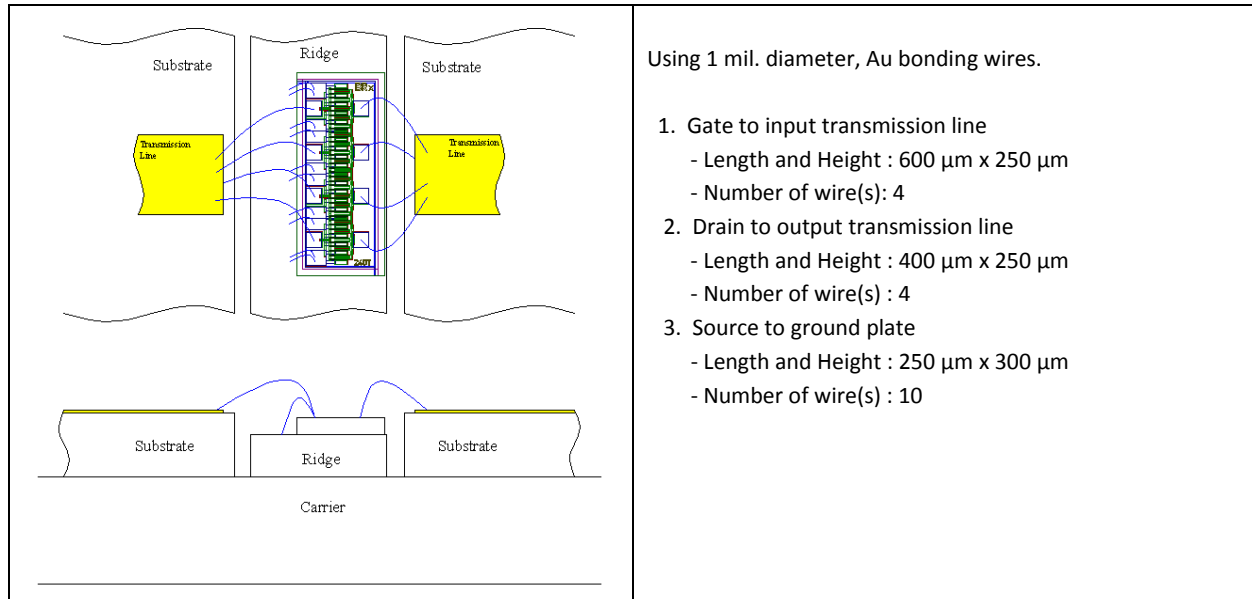 Ridge
Substrate
Substrate
Transmission
Line
Transmission
Line
240T
Substrate
Substrate
Ridge
Carrier
Using 1 mil. diameter, Au bonding wires.
1. Gate to input transmission line
- Length and Height : 600 µm x 250 µm
- Number of wire(s): 4
2. Drain to output transmission line
- Length and Height : 400 µm x 250 µm
- Number of wire(s) : 4
3. Source to ground plate
- Length and Height : 250 µm x 300 µm
- Number of wire(s) : 10